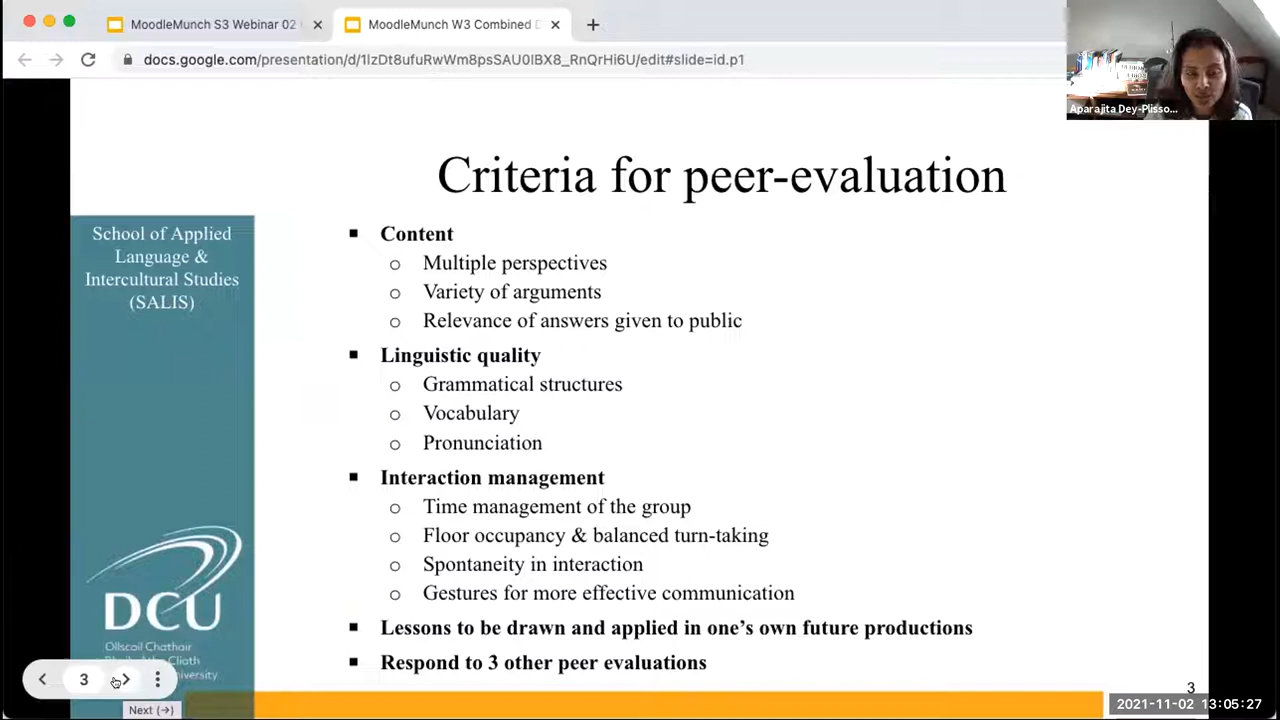 MoodleMunch S3 Webinar 02
MoodleMunch W3 Combined D
docs.google.com/presentation/d/1lzDt8ufuRwWm8psSAU0lBX8_RnQrHi6U/edit#slide=id.p1
Aparajita Dey-Plisso...
Criteria for peer-evaluation
School of Applied
Language &
Intercultural Studies
(SALIS)
Content
Multiple perspectives
Variety of arguments
Relevance of answers given to public
Linguistic quality
Grammatical structures
Vocabulary
Pronunciation
Interaction management
Time management of the group
Floor occupancy & balanced turn-taking
Spontaneity in interaction
Gestures for more effective communication
Lessons to be drawn and applied in one's own future productions
Respond to 3 other peer evaluations
DCU
Ollscoil Chathair
3
Next (→)
3
2021-11-02 13:05:27